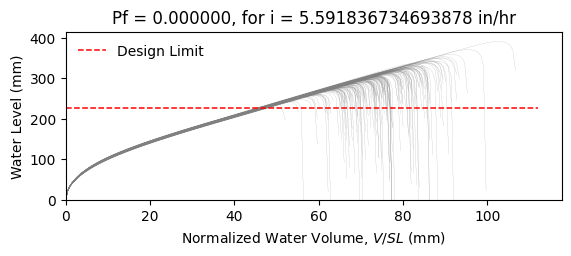 Pf = 0.000000, for i = 5.591836734693878 in/hr
Design Limit
Water Level (mm)
400
300
200
100
0
0 20 40 60 80 100
Normalized Water Volume, V/SL (mm)